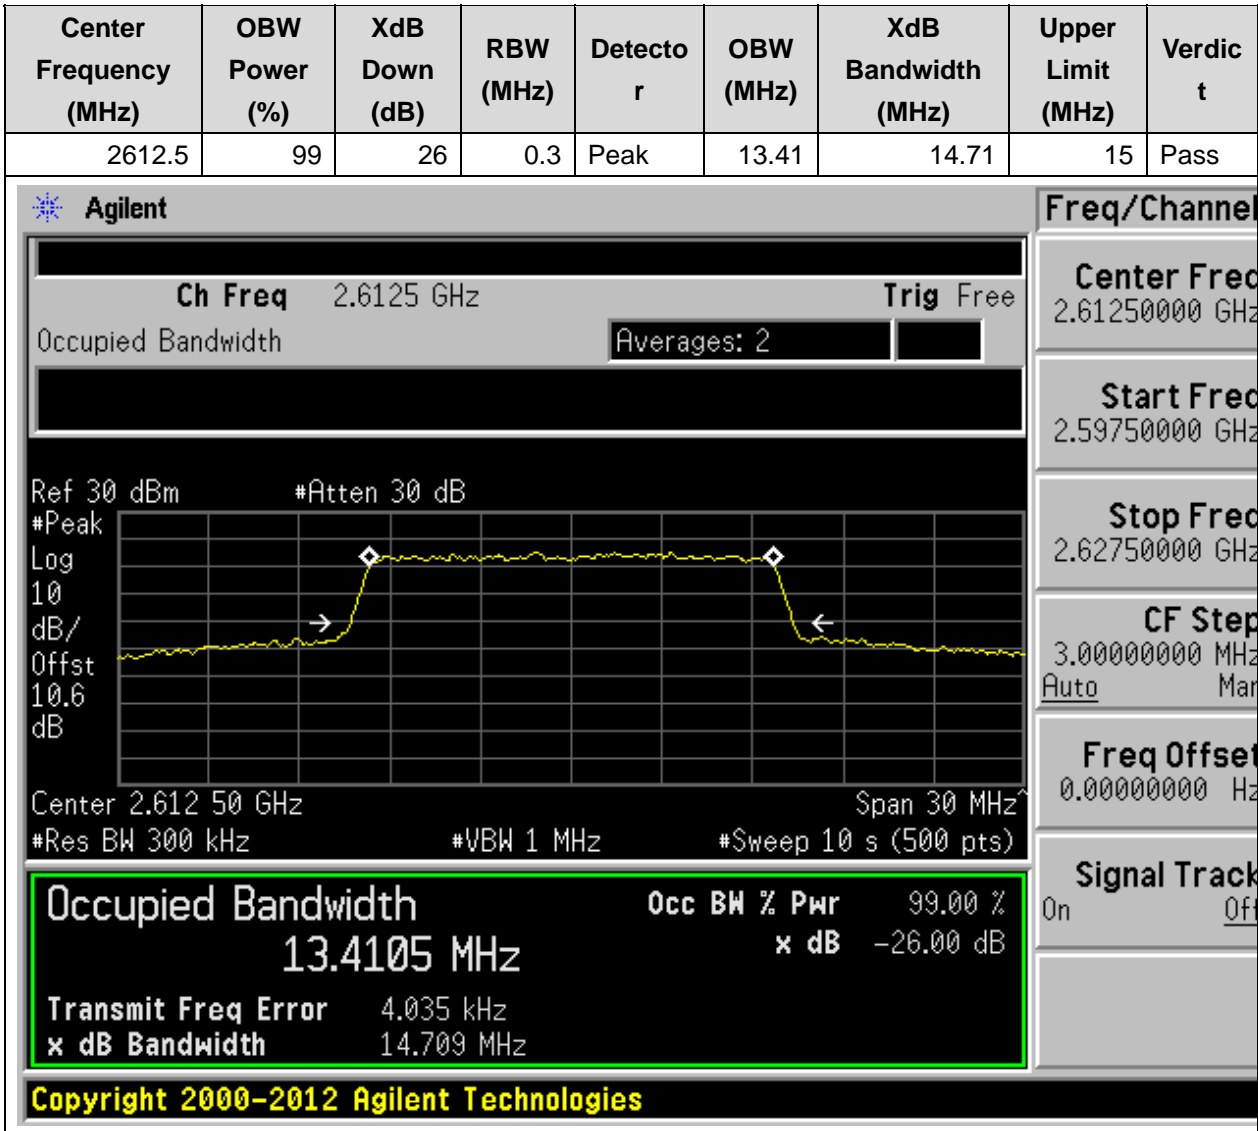 Center Frequency (MHz) OBW Power (%) XdB Down (dB) RBW (MHz) Detecto r OBW (MHz) XdB Bandwidth (MHz) Upper Limit (MHz) Verdic t
2612.5 99 26 0.3 Peak 13.41 14.71 15 Pass
Agilent
Freq/Channel
Ch Freq 2.6125 GHz Trig Free
Occupied Bandwidth Averages: 2
Center Freq
2.61250000 GHz
Start Freq
2.59750000 GHz
Stop Freq
2.62750000 GHz
CF Step
3.00000000 MHz
Auto Man
Freq Offset
0.00000000 Hz
Signal Track
On Off
Ref 30 dBm #Atten 30 dB
#Peak
Log
10
dB/
Offst
10.6
dB
Center 2.612 50 GHz Span 30 MHz^
#Res BW 300 kHz #VBW 1 MHz #Sweep 10 s (500 pts)
Occupied Bandwidth Occ BW % Pwr 99.00 %
13.4105 MHz x dB -26.00 dB
Transmit Freq Error 4.035 kHz
x dB Bandwidth 14.709 MHz
Copyright 2000-2012 Agilent Technologies